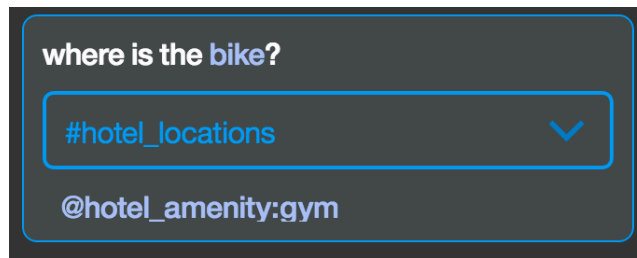 where is the bike?
#hotel_locations
@hotel_amenity:gym